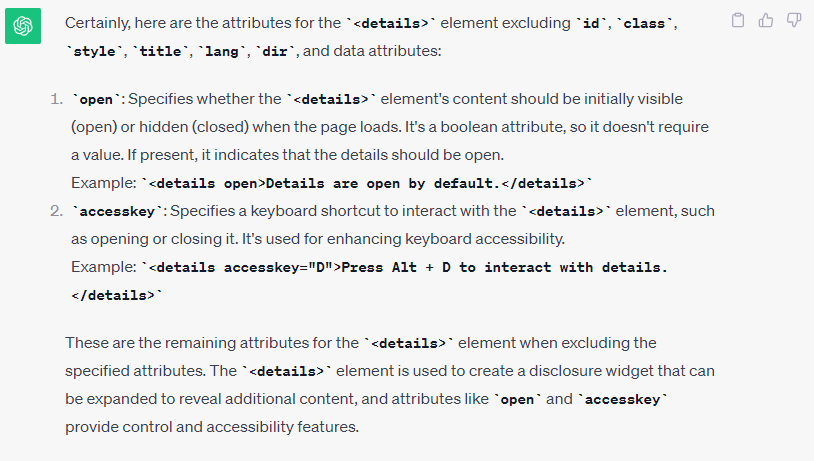 Certainly, here are the attributes for the `<details>` element excluding `id`, `class`,
`style`, `title`, `lang`, `dir`, and data attributes:
1. `open`: Specifies whether the `<details>` element's content should be initially visible
(open) or hidden (closed) when the page loads. It's a boolean attribute, so it doesn't require
a value. If present, it indicates that the details should be open.
Example: `<details open>Details are open by default.</details>`
2. `accesskey`: Specifies a keyboard shortcut to interact with the `<details>` element, such
as opening or closing it. It's used for enhancing keyboard accessibility.
Example: `<details accesskey="D">Press Alt + D to interact with details.
</details>`
These are the remaining attributes for the `<details>` element when excluding the
specified attributes. The `<details>` element is used to create a disclosure widget that can
be expanded to reveal additional content, and attributes like `open` and `accesskey`
provide control and accessibility features.